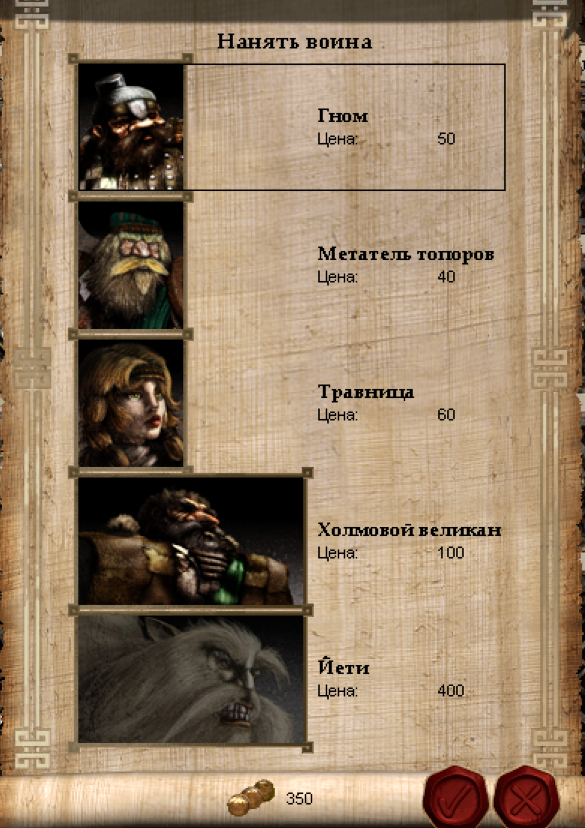 Нанять воина
Гном
Цена: 50
Метатель топоров
Цена: 40
Травница
Цена: 60
Холмовой великан
Цена: 100
Йети
Цена: 400
350